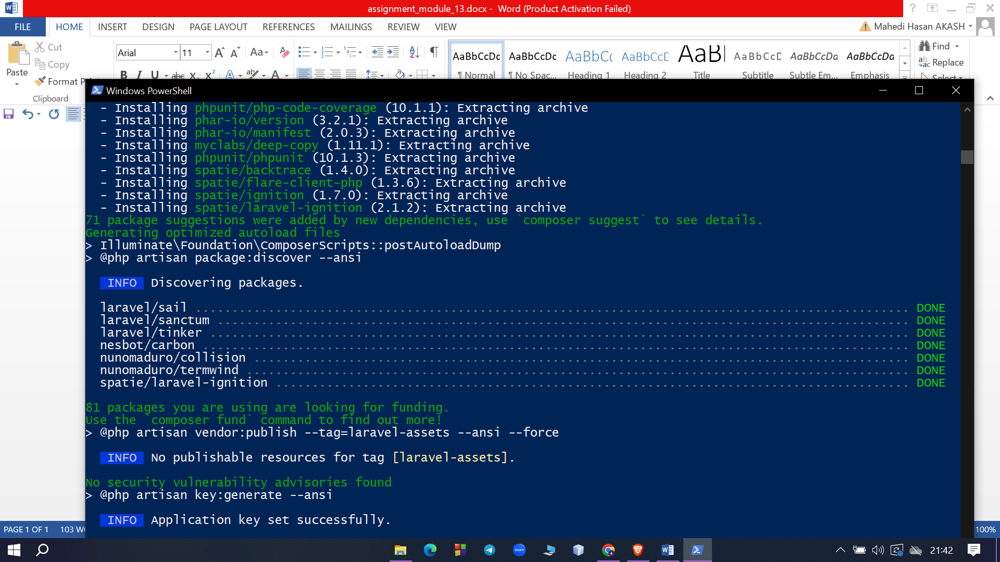 assignment_module_13.docx - Word (Product Activation Failed)
FILE HOME INSERT DESIGN PAGE LAYOUT REFERENCES MAILINGS REVIEW VIEW Mahedi Hasan AKASH
Cut
Copy
Paste
Format
Clipboard
Arial 11
AaBbCcDc AaBbCcDc AaBbCc AaBbCcD AaB AaBbCcD AaBbCcDa AaBbCcDa
¶ Normal ¶ No Spac... Heading 1 Heading 2 Title Subtitle Subtle Em... Emphasis
Find
Replace
Select
Windows PowerShell
- Installing phpunit/php-code-coverage (10.1.1): Extracting archive
- Installing phar-io/version (3.2.1): Extracting archive
- Installing phar-io/manifest (2.0.3): Extracting archive
- Installing myclabs/deep-copy (1.11.1): Extracting archive
- Installing phpunit/phpunit (10.1.3): Extracting archive
- Installing spatie/backtrace (1.4.0): Extracting archive
- Installing spatie/flare-client-php (1.3.6): Extracting archive
- Installing spatie/ignition (1.7.0): Extracting archive
- Installing spatie/laravel-ignition (2.1.2): Extracting archive
71 package suggestions were added by new dependencies, use `composer suggest` to see details.
Generating optimized autoload files
> Illuminate\Foundation\ComposerScripts::postAutoloadDump
> @php artisan package:discover --ansi
INFO Discovering packages.
laravel/sail ........ DONE
laravel/sanctum ........ DONE
laravel/tinker ........ DONE
nesbot/carbon ........ DONE
nunomaduro/collision ........ DONE
nunomaduro/termwind ........ DONE
spatie/laravel-ignition ........ DONE
81 packages you are using are looking for funding.
Use the `composer fund` command to find out more!
> @php artisan vendor:publish --tag=laravel-assets --ansi --force
INFO No publishable resources for tag [laravel-assets].
No security vulnerability advisories found
> @php artisan key:generate --ansi
INFO Application key set successfully.
PAGE 1 OF 1 103 WO 100%
zoom
21:42